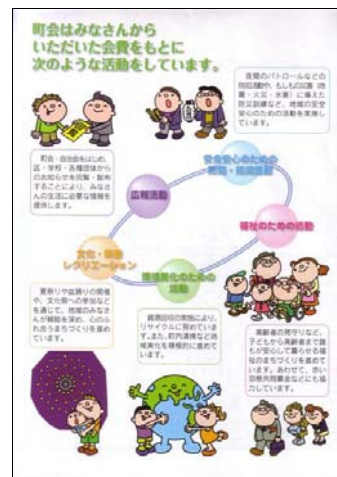 町会はみなさんから
いただいた会費をもとに
次のような活動をしています。
夜間のパトロールなどの
防犯活動や、もしもの災害（地
震・火災・水害）に備えた
防災訓練など、地域の安全
安心のための活動を実施し
ています。
町会・自治会をはじめ、
区・学校・各種団体から
のお知らせを回覧・配布
することにより、みなさ
んの生活に必要な情報を
提供します。
安全安心のための
防犯・防災活動
広報活動
福祉のための活動
文化・
レクリエーション
環境美化のための
活動
夏祭りや盆踊りの開催
や、文化祭への参加など
を通じて、地域のみなさ
んが親睦を深め、心のふ
れ合うまちづくりを進め
ています。
資源回収の実施により、
リサイクルに努めていま
す。また、町内清掃など地
域美化も積極的に進めて
います。
高齢者の見守りなど、
子どもから高齢者まで誰
もが安心して暮らせる福祉
のまちづくりを進めて
います。あわせて、赤い
羽根共同募金などにも協
力しています。